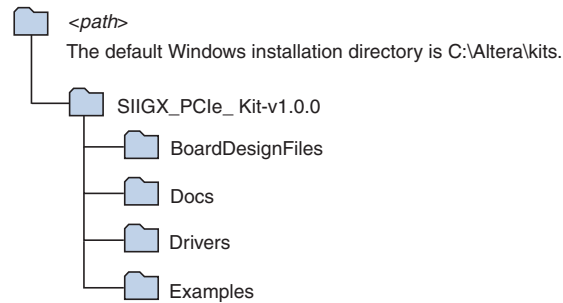 <path>
The default Windows installation directory is C:\Altera\kits.
SIIGX_PCIe_ Kit-v1.0.0
BoardDesignFiles
Docs
Drivers
Examples